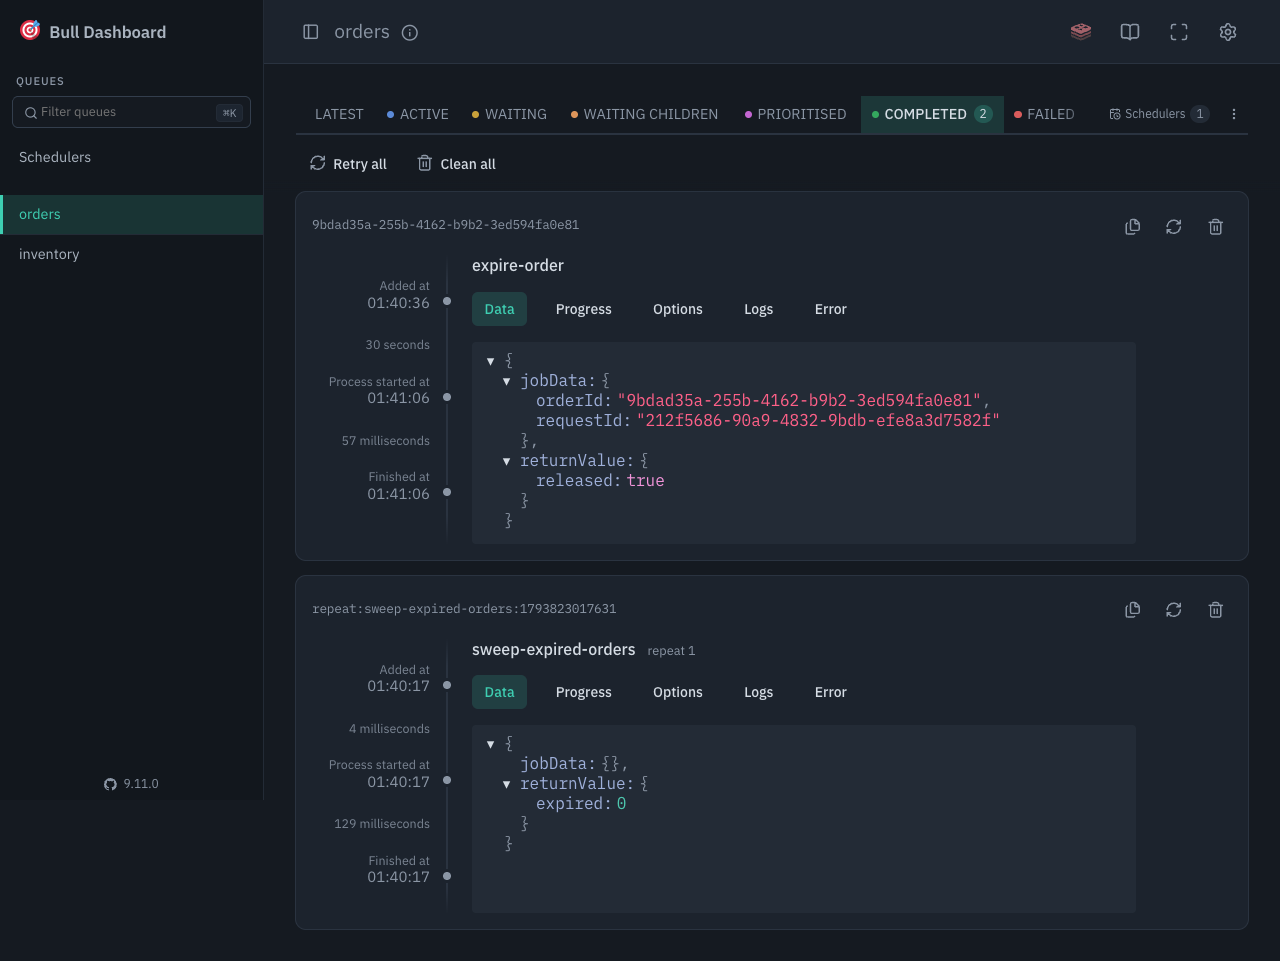 Bull Dashboard
orders
QUEUES
Filter queues ⌘K
Schedulers
orders
inventory
9.11.0
LATEST ACTIVE WAITING WAITING CHILDREN PRIORITISED COMPLETED 2 FAILED Schedulers 1
Retry all Clean all
9bdad35a-255b-4162-b9b2-3ed594fa0e81
expire-order
Added at
01:40:36
30 seconds
Process started at
01:41:06
57 milliseconds
Finished at
01:41:06
Data Progress Options Logs Error
▼ {
▼ jobData: {
orderId: "9bdad35a-255b-4162-b9b2-3ed594fa0e81",
requestId: "212f5686-90a9-4832-9bdb-efe8a3d7582f"
},
▼ returnValue: {
released: true
}
}
repeat:sweep-expired-orders:1793823017631
sweep-expired-orders repeat 1
Added at
01:40:17
4 milliseconds
Process started at
01:40:17
129 milliseconds
Finished at
01:40:17
Data Progress Options Logs Error
▼ {
jobData: {},
▼ returnValue: {
expired: 0
}
}